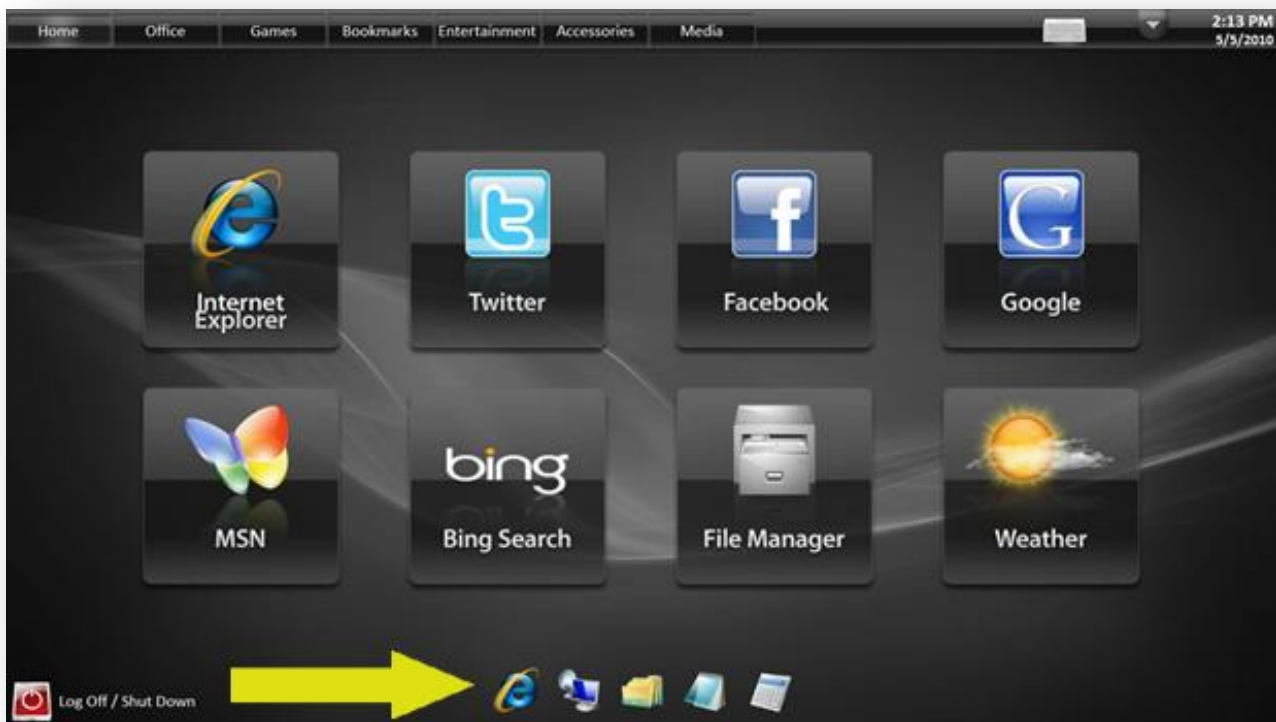 Home Office Games Bookmarks Entertainment Accessories Media
2:13 PM
5/5/2010
Internet
Explorer
Twitter
Facebook
Google
MSN
bing
Bing Search
File Manager
Weather
Log Off / Shut Down